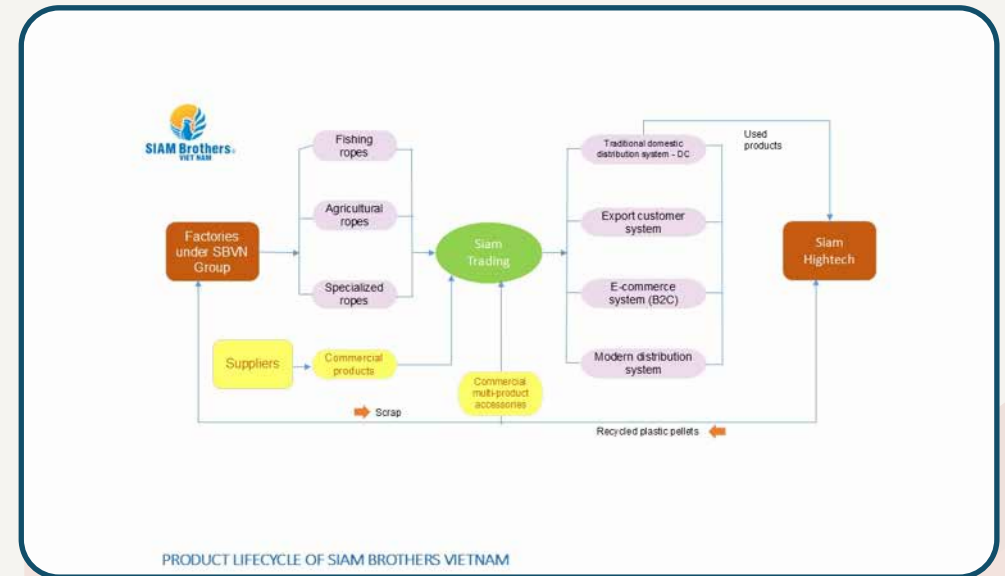 SIAM Brothers
VIET NAM
Fishing
ropes
Agricultural
ropes
Specialized
ropes
Factories
under SBVN
Group
Suppliers
Commercial
products
Siam
Trading
Commercial
multi-product
accessories
Traditional domestic
distribution system - DC
Export customer
system
E-commerce
system (B2C)
Modern distribution
system
Used
products
Siam
Hightech
Scrap
Recycled plastic pellets
PRODUCT LIFECYCLE OF SIAM BROTHERS VIETNAM